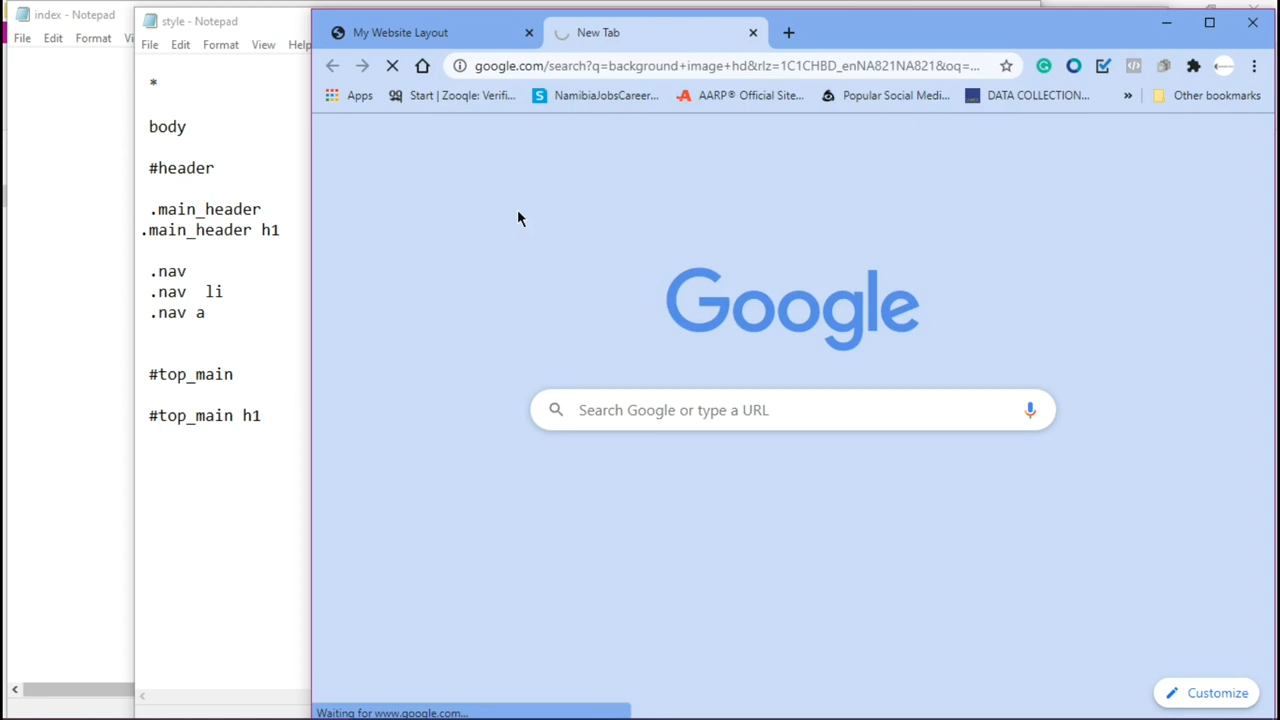 index - Notepad
File Edit Format Vi
style - Notepad
File Edit Format View Help
*
body
#header
.main_header
.main_header h1
.nav
.nav  li
.nav a
#top_main
#top_main h1
My Website Layout
New Tab
google.com/search?q=background+image+hd&rlz=1C1CHBD_enNA821NA821&oq=...
Apps
Start | Zooqle: Verifi...
NamibiaJobsCareer...
AARP® Official Site...
Popular Social Medi...
DATA COLLECTION...
»
Other bookmarks
Google
Search Google or type a URL
Customize
Waiting for www.google.com...